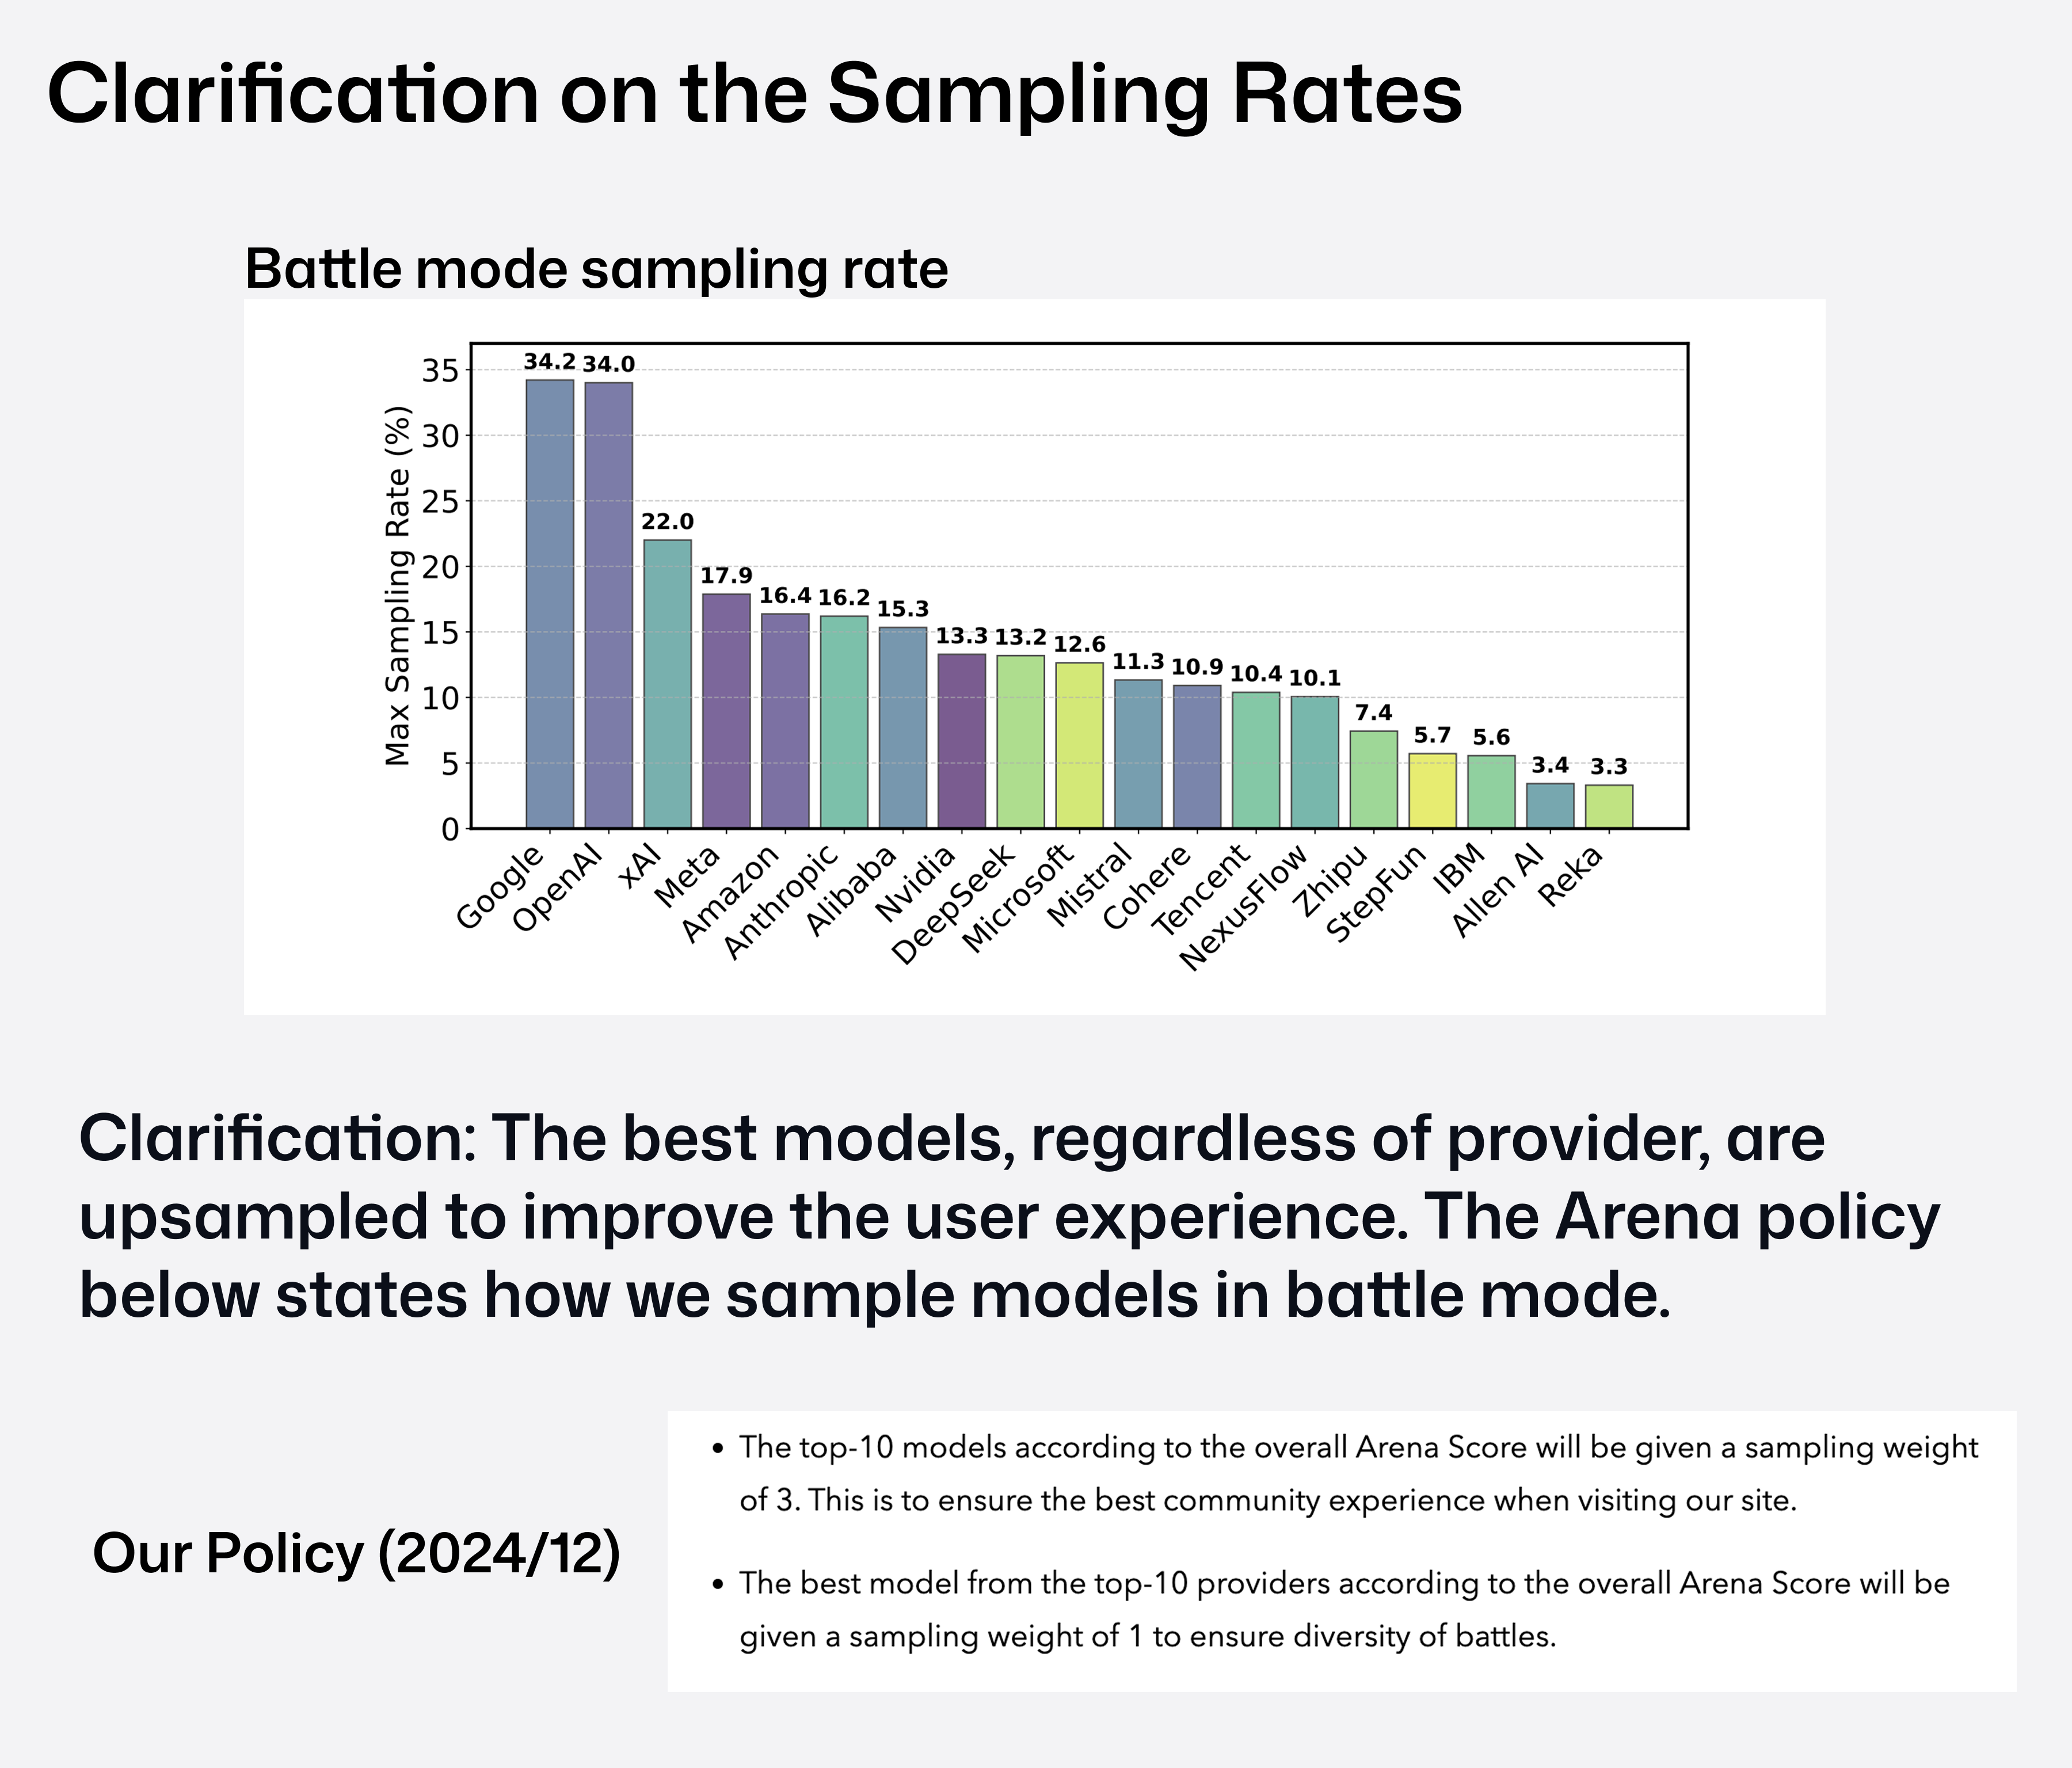 Clarification on the Sampling Rates
Battle mode sampling rate
Max Sampling Rate (%)
35
30
25
20
15
10
5
0
34.2 34.0
22.0
17.9
16.4 16.2
15.3
13.3 13.2
12.6
11.3
10.9
10.4 10.1
7.4
5.7
5.6
3.4 3.3
Google
OpenAI
xAI
Meta
Amazon
Anthropic
Alibaba
Nvidia
DeepSeek
Microsoft
Mistral
Cohere
Tencent
NexusFlow
Zhipu
StepFun
IBM
Allen AI
Reka
Clarification: The best models, regardless of provider, are
upsampled to improve the user experience. The Arena policy
below states how we sample models in battle mode.
Our Policy (2024/12)
• The top-10 models according to the overall Arena Score will be given a sampling weight
of 3. This is to ensure the best community experience when visiting our site.
• The best model from the top-10 providers according to the overall Arena Score will be
given a sampling weight of 1 to ensure diversity of battles.